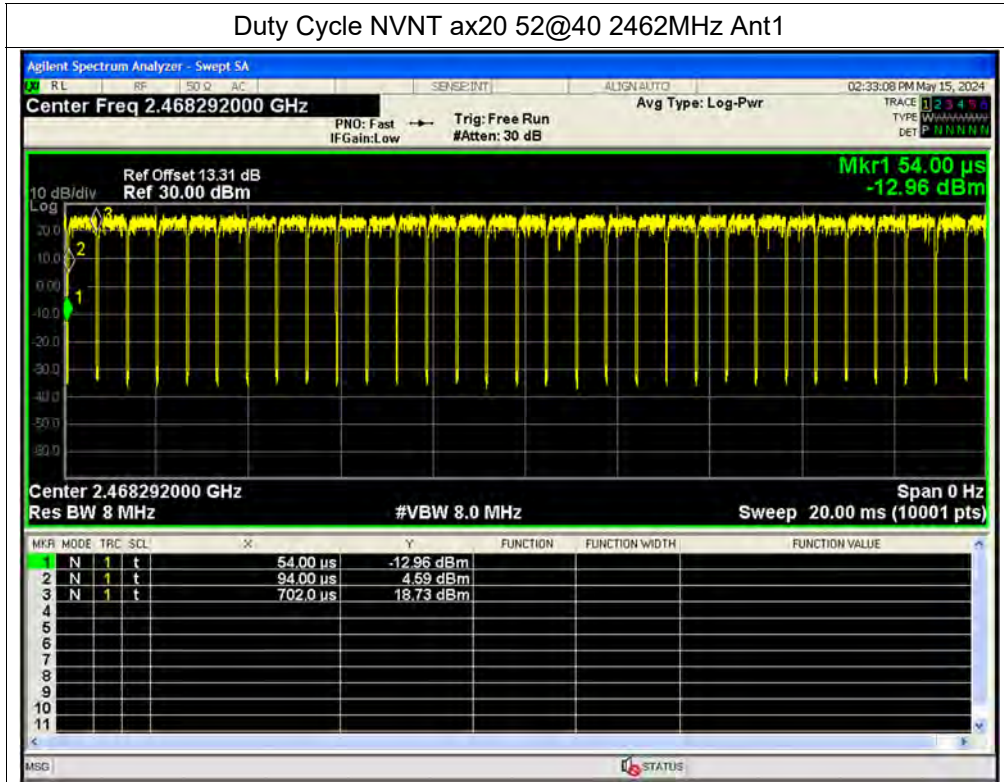 Duty Cycle NVNT ax20 52@40 2462MHz Ant1
Agilent Spectrum Analyzer - Swept SA
RL RF 50 Ω AC SENSE:INT ALIGN AUTO 02:33:08 PM May 15, 2024
Center Freq 2.468292000 GHz Avg Type: Log-Pwr TRACE 1 2 3 4 5 6
PNO: Fast Trig: Free Run TYPE WWWWWW
IFGain:Low #Atten: 30 dB DET P N N N N N
Mkr1 54.00 µs
Ref Offset 13.31 dB
10 dB/div Ref 30.00 dBm -12.96 dBm
Log
3
20.0
2
10.0
0.00
1
-10.0
-20.0
-30.0
-40.0
-50.0
-60.0
Center 2.468292000 GHz Span 0 Hz
Res BW 8 MHz #VBW 8.0 MHz Sweep 20.00 ms (10001 pts)
MKR MODE TRC SCL X Y FUNCTION FUNCTION WIDTH FUNCTION VALUE
1 N 1 t 54.00 µs -12.96 dBm
2 N 1 t 94.00 µs 4.59 dBm
3 N 1 t 702.0 µs 18.73 dBm
4
5
6
7
8
9
10
11
MSG STATUS